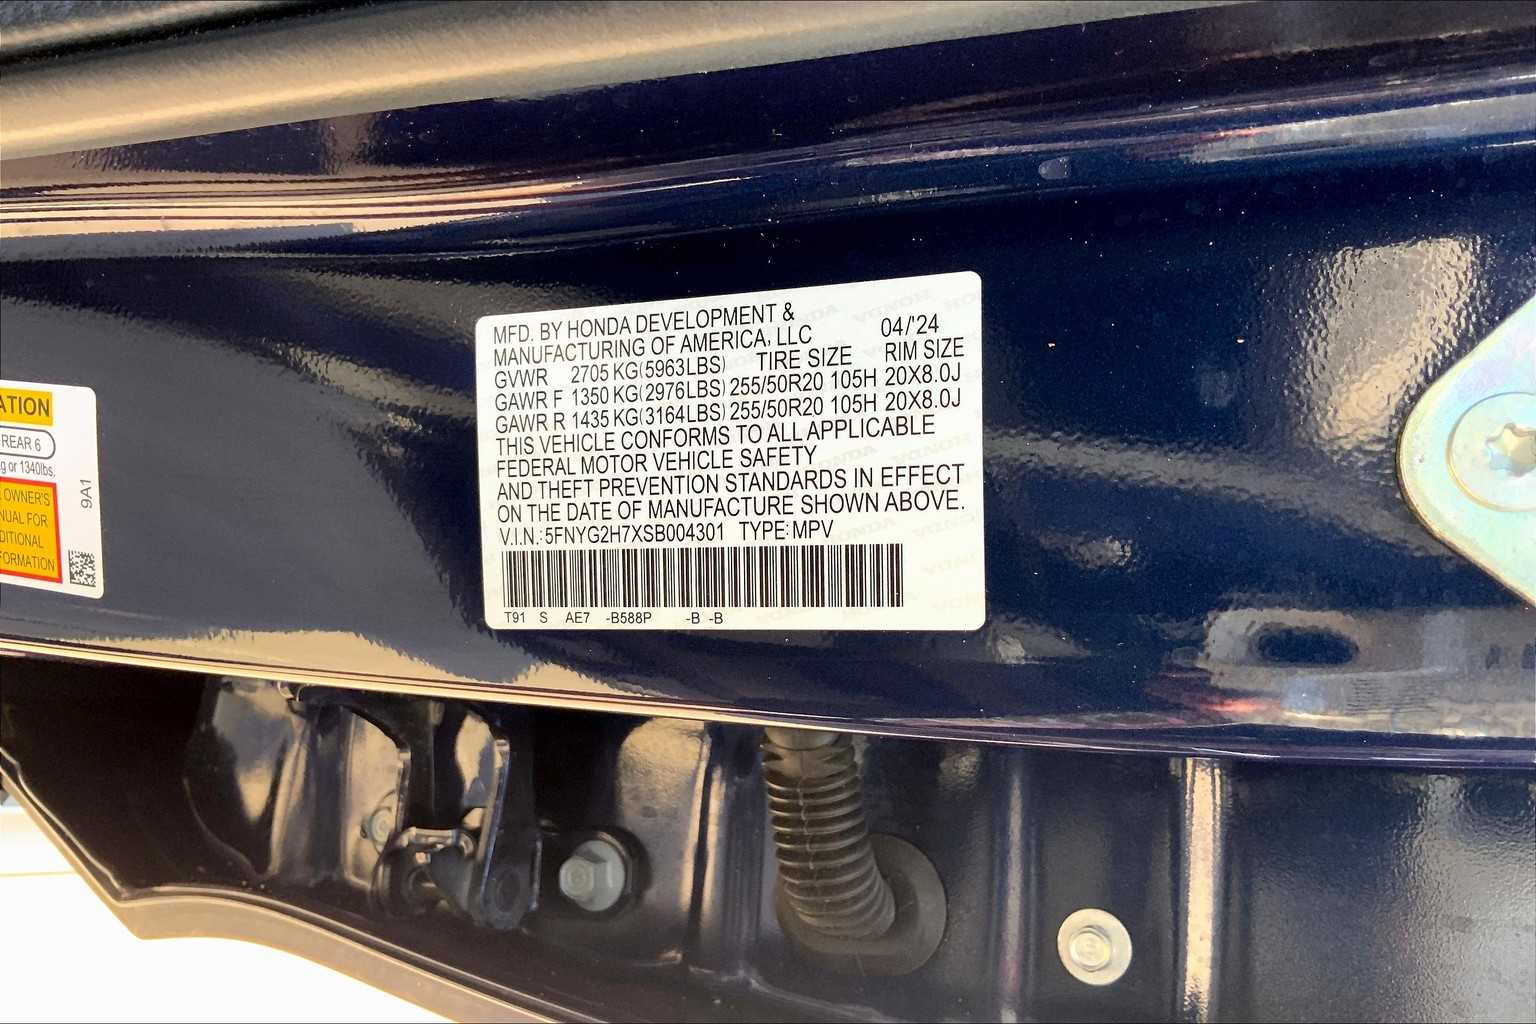 MFD. BY HONDA DEVELOPMENT &
MANUFACTURING OF AMERICA, LLC 04/'24
GVWR 2705 KG(5963LBS) TIRE SIZE RIM SIZE
GAWR F 1350 KG(2976LBS) 255/50R20 105H 20X8.0J
GAWR R 1435 KG(3164LBS) 255/50R20 105H 20X8.0J
THIS VEHICLE CONFORMS TO ALL APPLICABLE
FEDERAL MOTOR VEHICLE SAFETY
AND THEFT PREVENTION STANDARDS IN EFFECT
ON THE DATE OF MANUFACTURE SHOWN ABOVE.
V.I.N.: 5FNYG2H7XSB004301 TYPE: MPV
T91 S AE7 -B588P -B -B
ATION
REAR 6
g or 1340lbs.
OWNER'S
NUAL FOR
DITIONAL
FORMATION
9A1